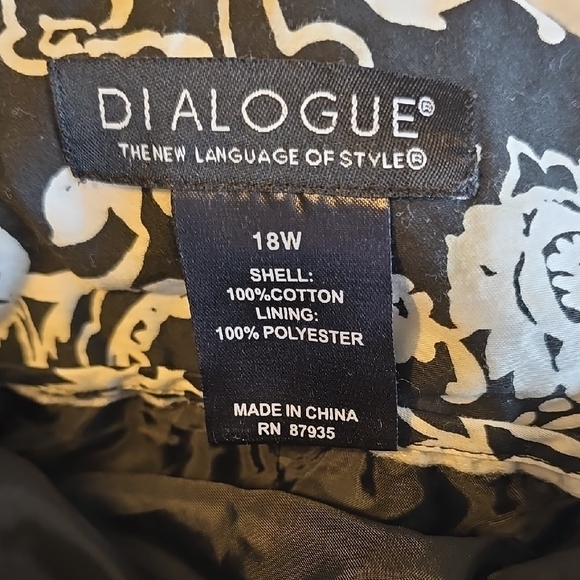 DIALOGUE®
THE NEW LANGUAGE OF STYLE®
18W
SHELL:
100%COTTON
LINING:
100% POLYESTER
MADE IN CHINA
RN 87935